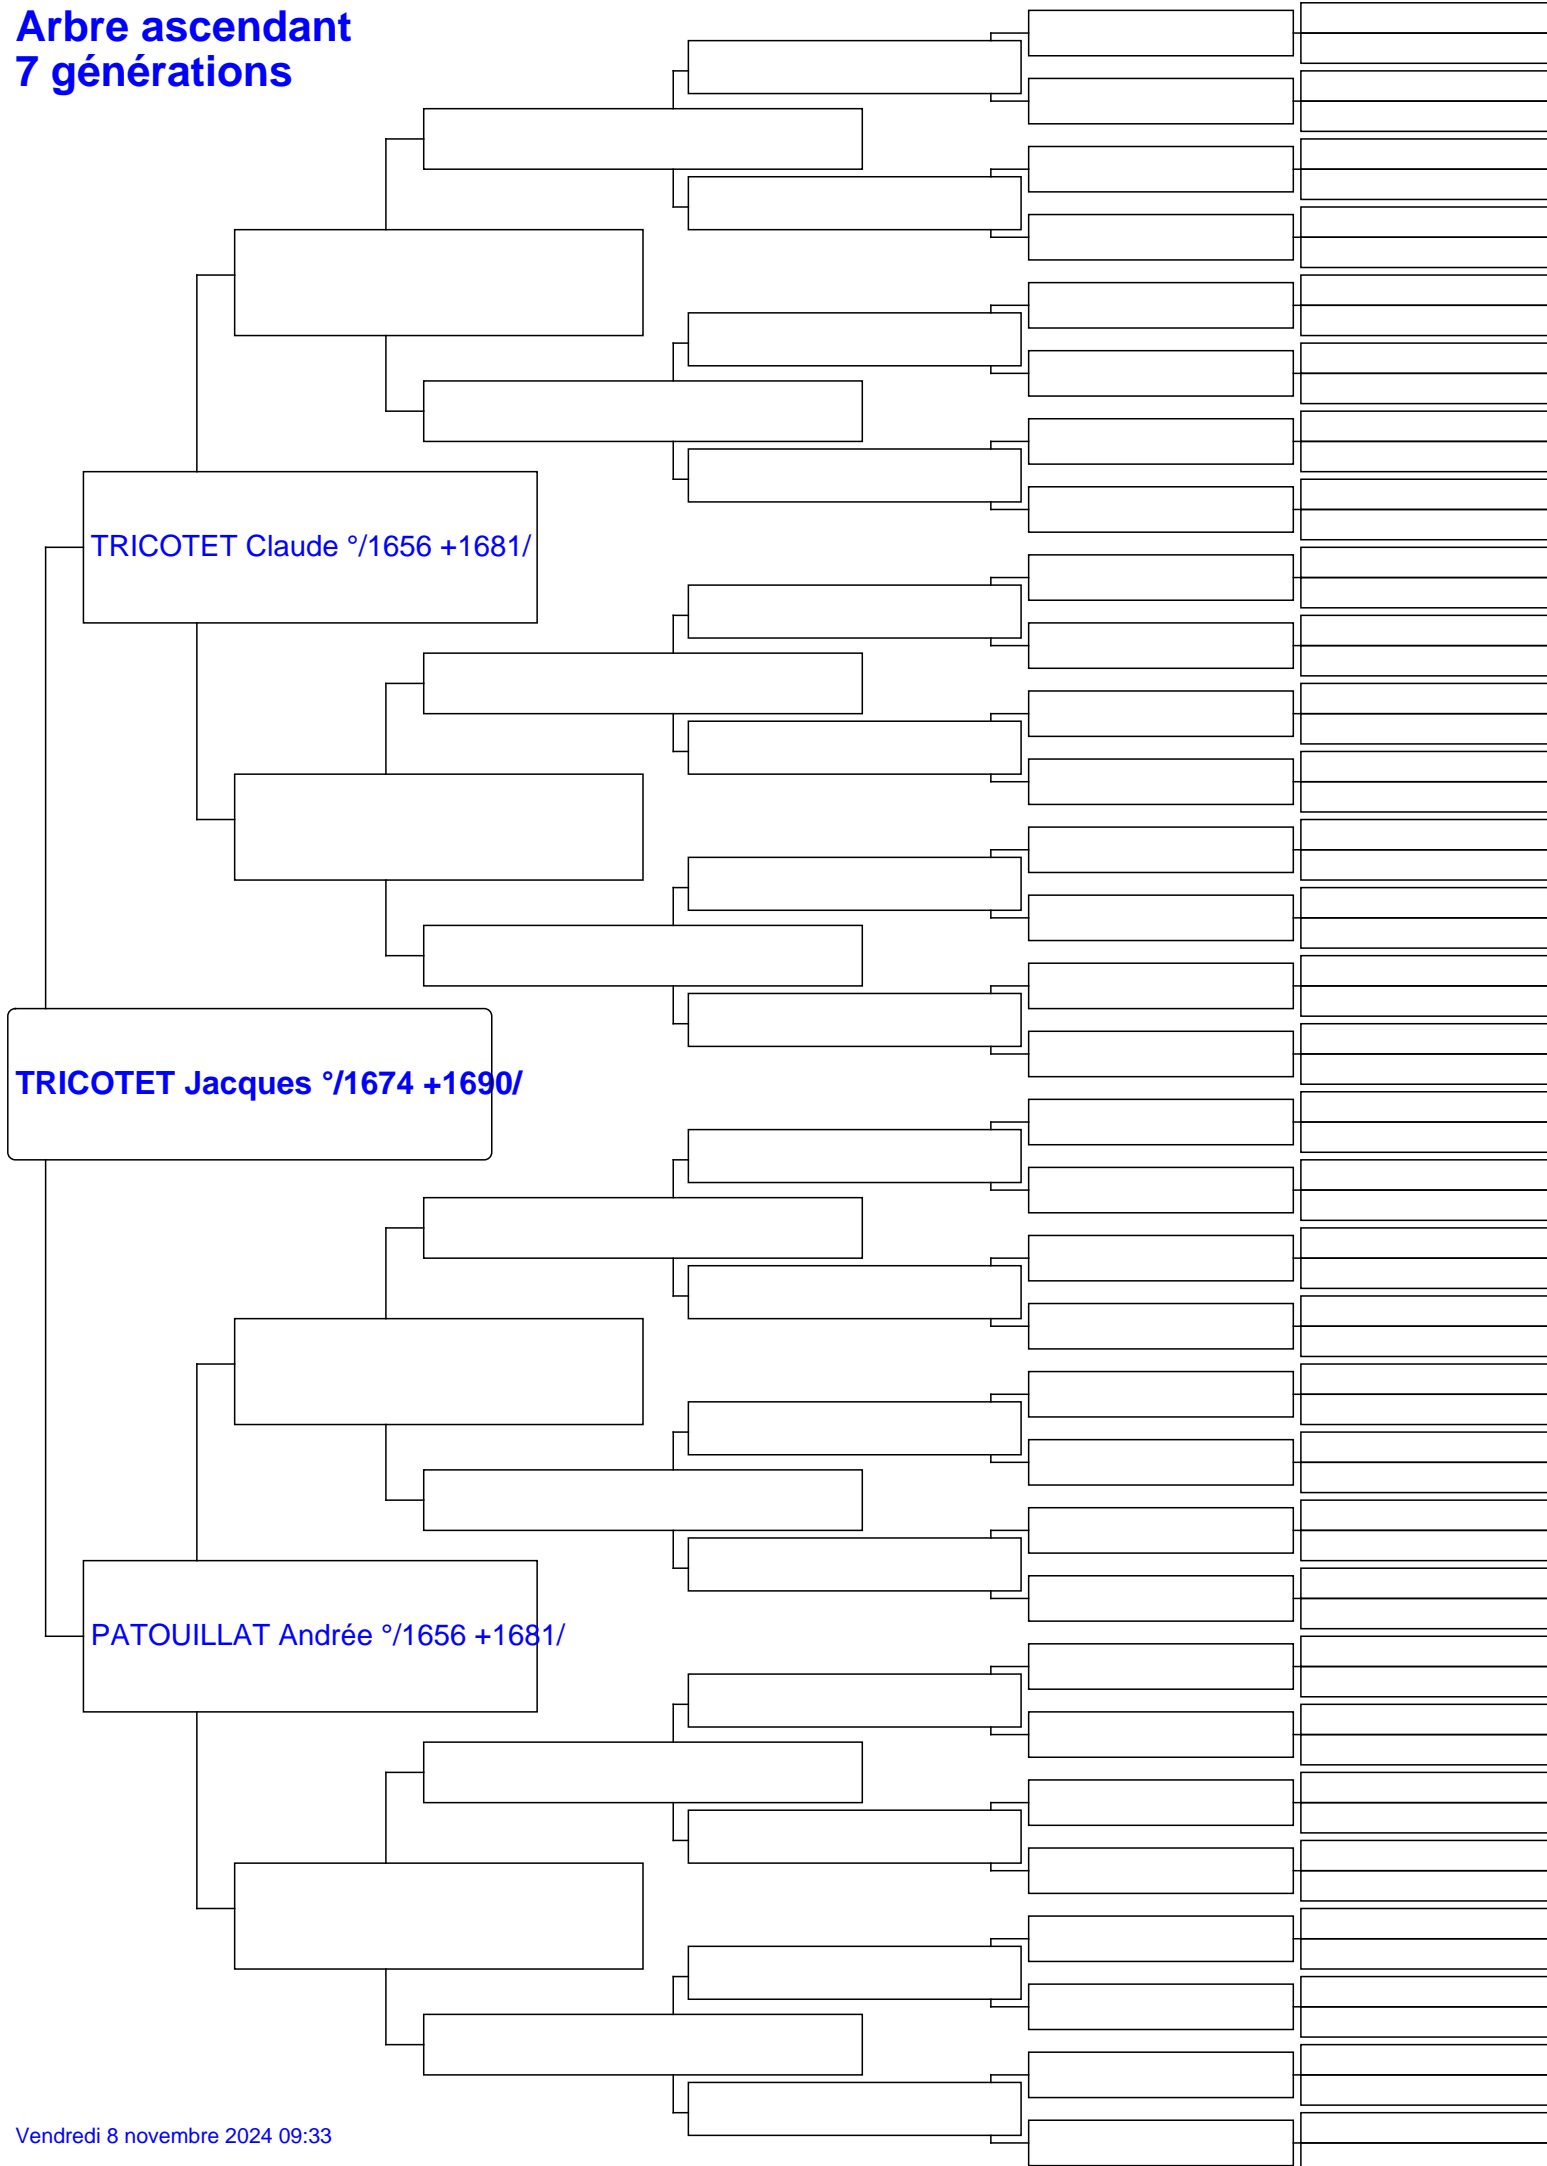 Arbre ascendant
7 générations
TRICOTET Claude °/1656 +1681/
TRICOTET Jacques °/1674 +1690/
PATOUILLAT Andrée °/1656 +1681/
Vendredi 8 novembre 2024 09:33